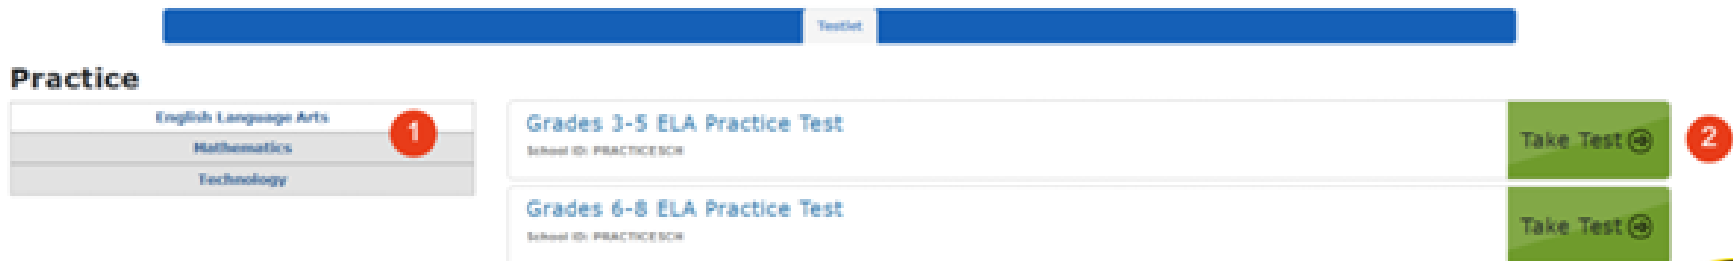 Testlet
Practice
English Language Arts
1
Mathematics
Technology
Grades 3-5 ELA Practice Test
School ID: PRACTICESCH
Take Test
2
Grades 6-8 ELA Practice Test
School ID: PRACTICESCH
Take Test